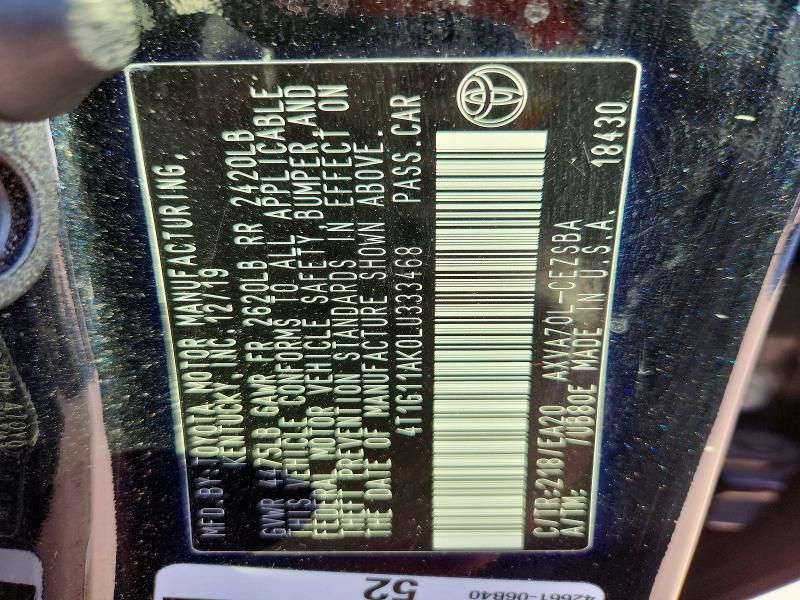 MFD.BY:TOYOTA MOTOR MANUFACTURING,
KENTUCKY INC. 12/19
GVWR 4475LB GAWR FR 2620LB RR 2420LB
THIS VEHICLE CONFORMS TO ALL APPLICABLE
FEDERAL MOTOR VEHICLE SAFETY, BUMPER, AND
THEFT PREVENTION STANDARDS IN EFFECT ON
THE DATE OF MANUFACTURE SHOWN ABOVE.
4T1G11AK0LU333468 PASS.CAR
C/TR:218/EA20 AXVA70L-CEZSBA
A/TM: /UB80E MADE IN U.S.A. 18430
52
42661-06B40